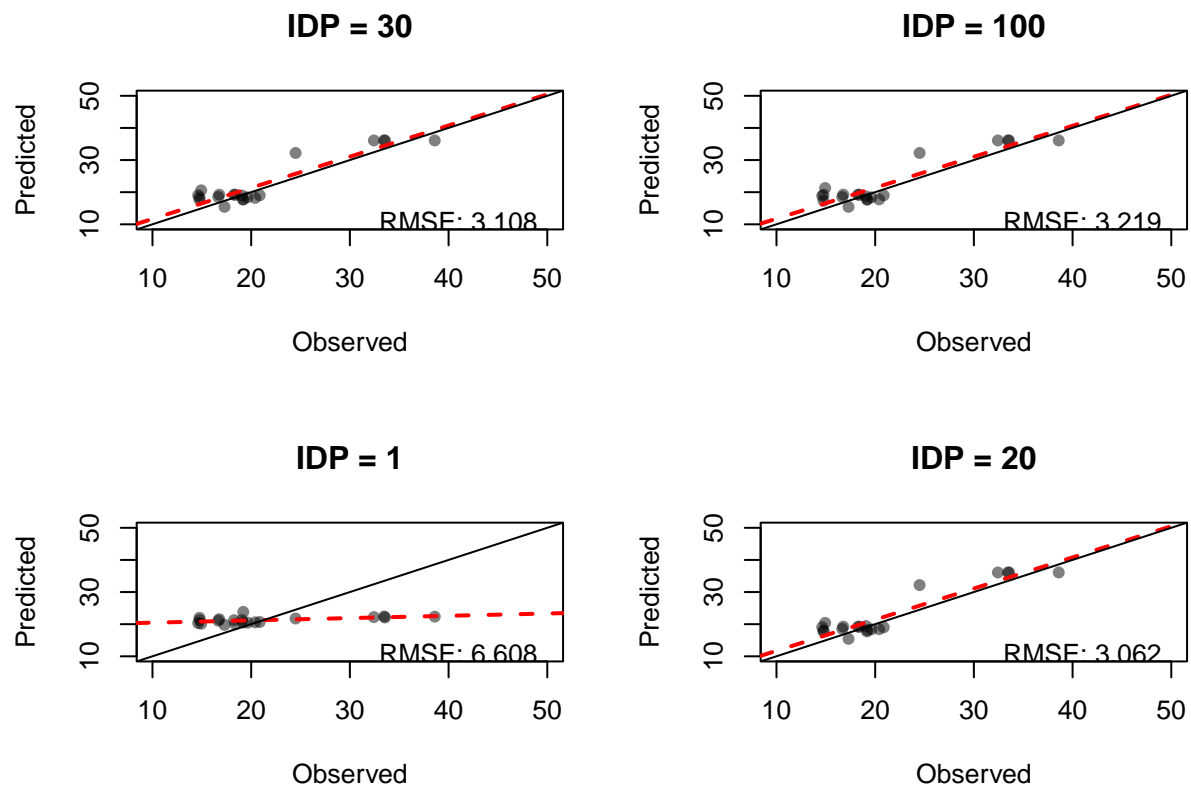 IDP = 30
Predicted
50
30
10
RMSE: 3.108
10 20 30 40 50
Observed
IDP = 100
Predicted
50
30
10
RMSE: 3.219
10 20 30 40 50
Observed
IDP = 1
Predicted
50
30
10
RMSE: 6.608
10 20 30 40 50
Observed
IDP = 20
Predicted
50
30
10
RMSE: 3.062
10 20 30 40 50
Observed